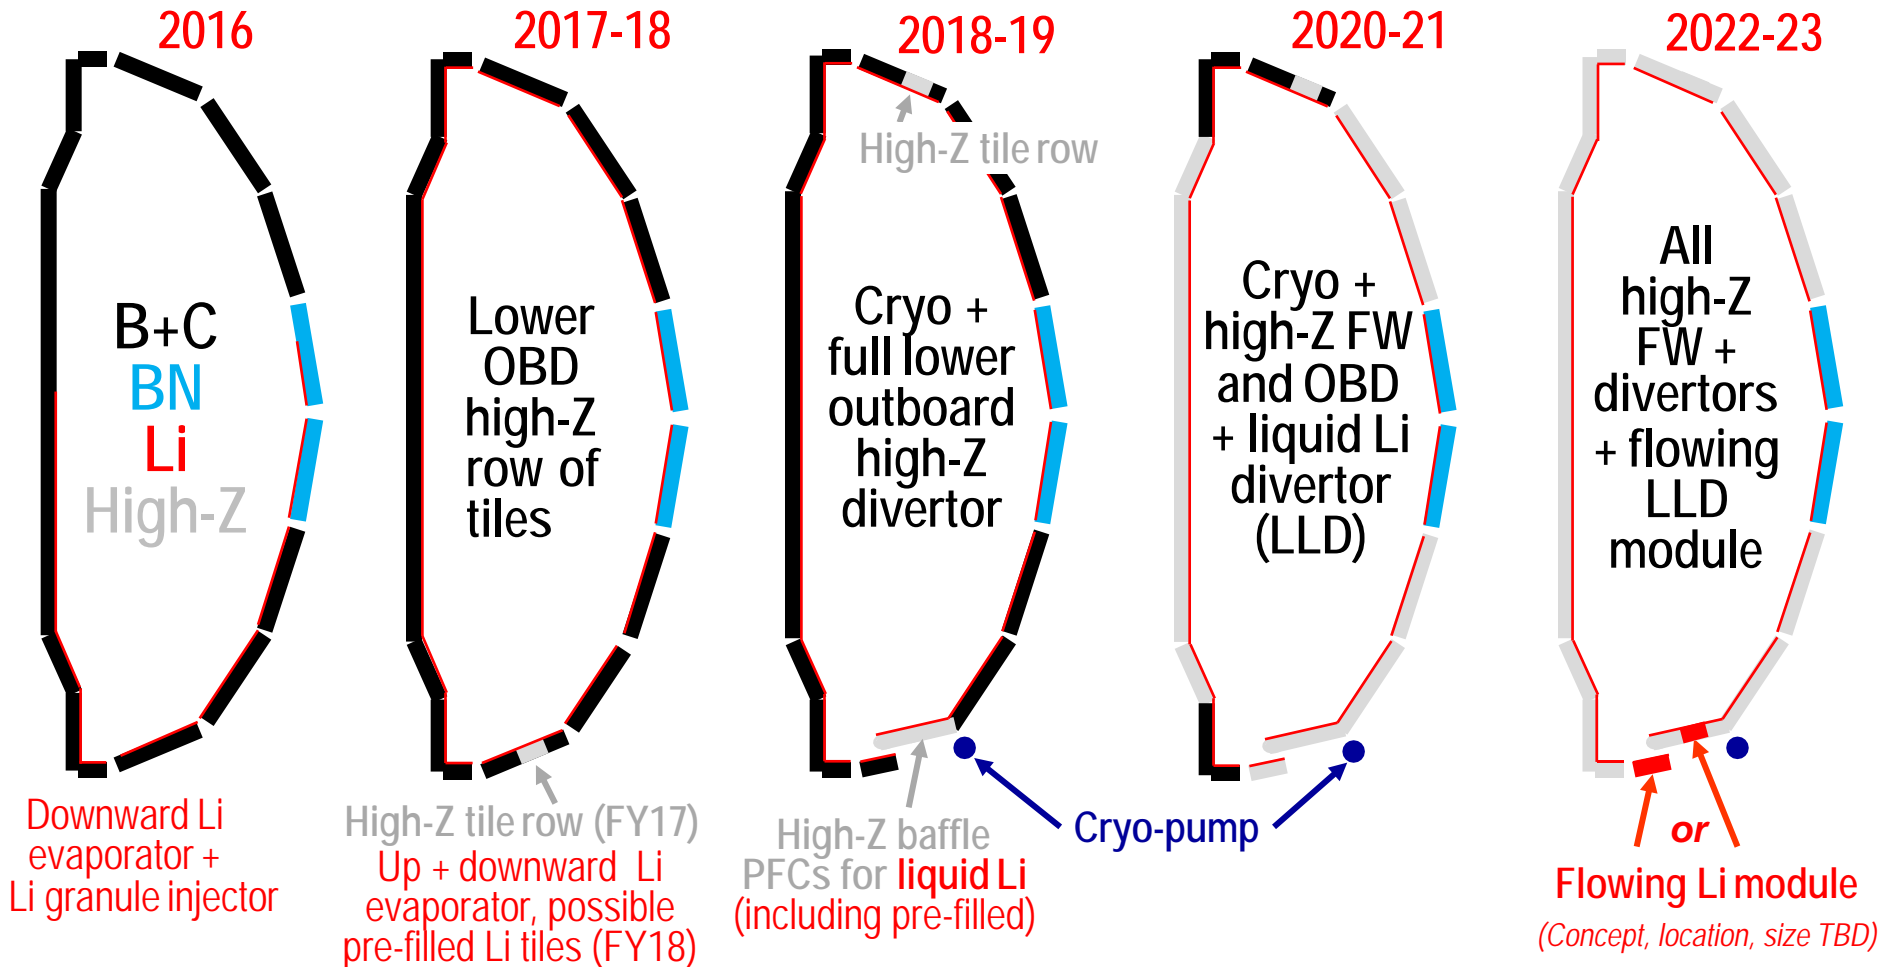 2016
2017-18
2018-19
2020-21
2022-23
High-Z tile row
B+C
BN
Li
High-Z
Lower
OBD
high-Z
row of
tiles
Cryo +
full lower
outboard
high-Z
divertor
Cryo +
high-Z FW
and OBD
+ liquid Li
divertor
(LLD)
All
high-Z
FW +
divertors
+ flowing
LLD
module
Downward Li
evaporator +
Li granule injector
High-Z tile row (FY17)
Up + downward Li
evaporator, possible
pre-filled Li tiles (FY18)
High-Z baffle
PFCs for liquid Li
(including pre-filled)
Cryo-pump
or
Flowing Li module
(Concept, location, size TBD)